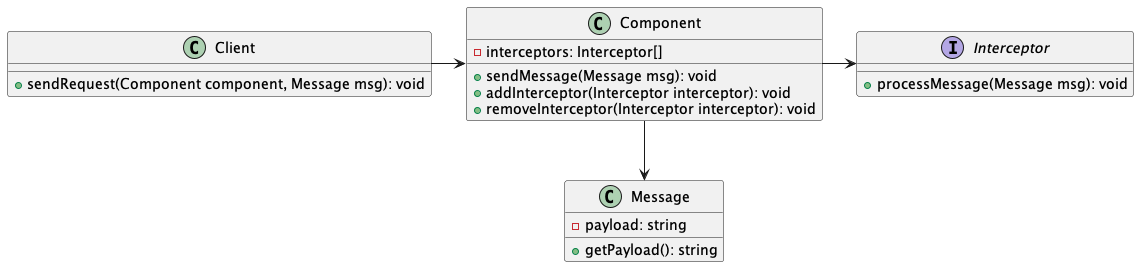 C Client
+ sendRequest(Component component, Message msg): void
C Component
interceptors: Interceptor[]
sendMessage(Message msg): void
addInterceptor(Interceptor interceptor): void
removeInterceptor(Interceptor interceptor): void
I Interceptor
processMessage(Message msg): void
C Message
payload: string
getPayload(): string